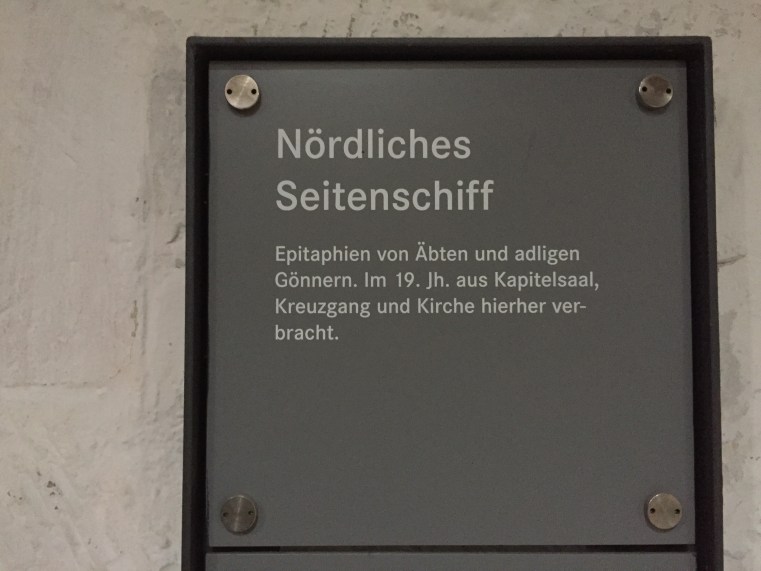 Nördliches
Seitenschiff
Epitaphien von Äbten und adligen
Gönnern. Im 19. Jh. aus Kapitelsaal,
Kreuzgang und Kirche hierher ver-
bracht.